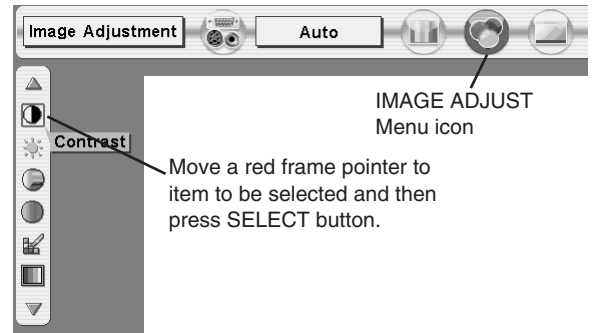 Image Adjustment
Auto
IMAGE ADJUST
Menu icon
Contrast
Move a red frame pointer to
item to be selected and then
press SELECT button.